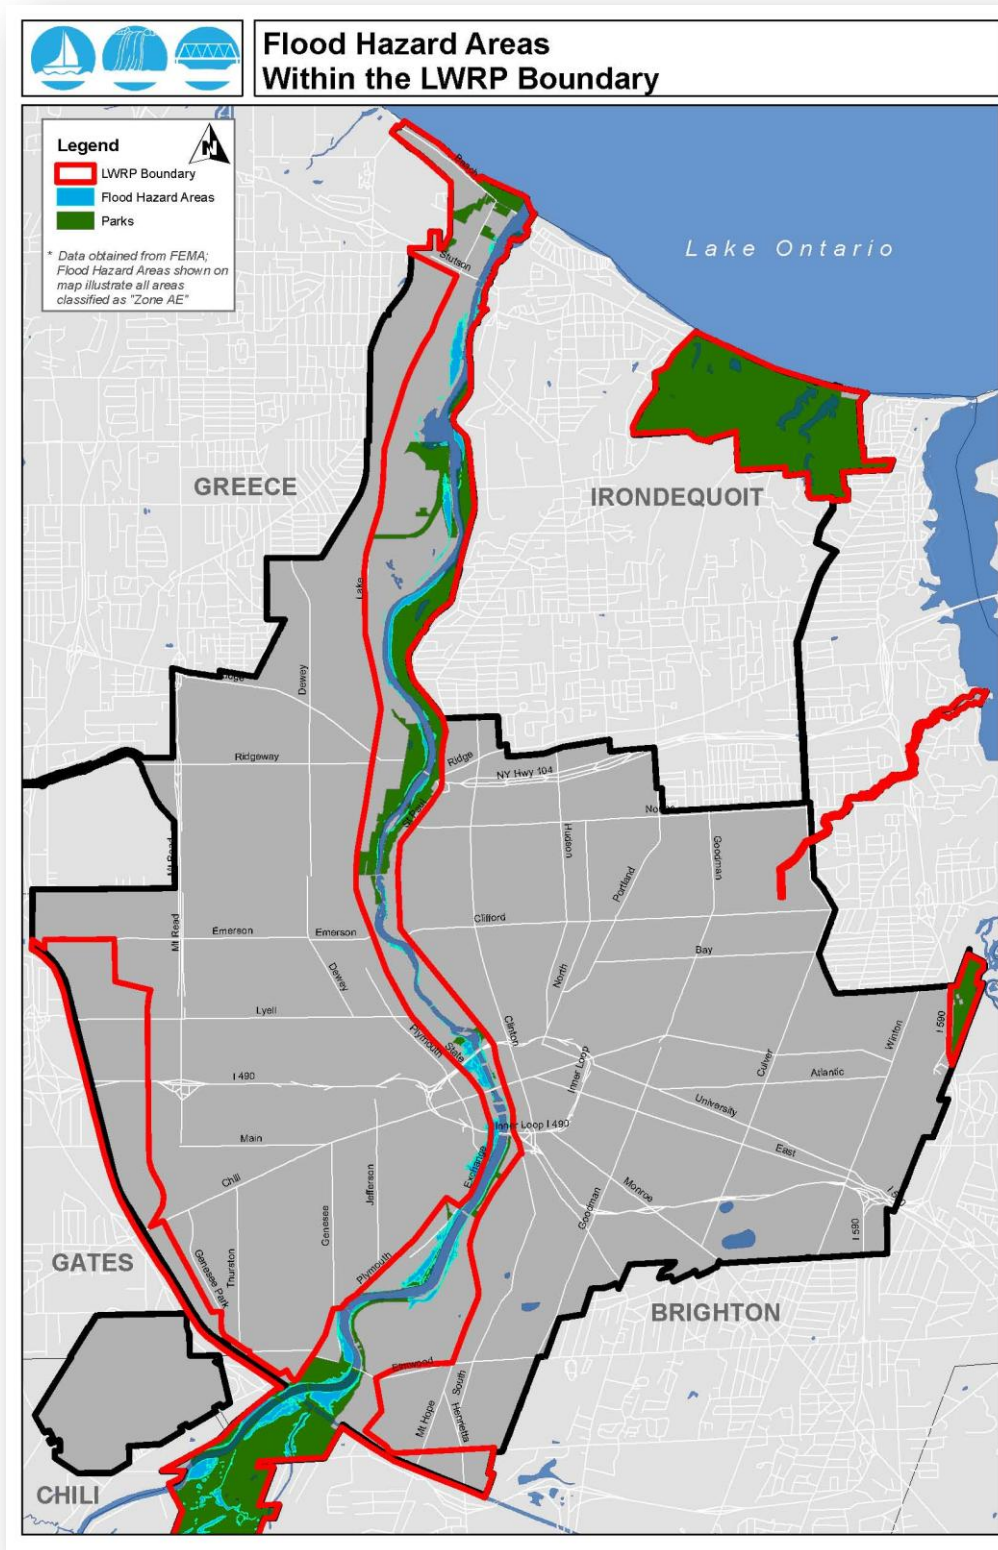 Flood Hazard Areas
Within the LWRP Boundary
Legend
N
LWRP Boundary
Flood Hazard Areas
Parks
* Data obtained from FEMA;
Flood Hazard Areas shown on
map illustrate all areas
classified as "Zone AE"
Beach
Lake Ontario
Stutson
GREECE
IRONDEQUOIT
Lake
Dewey
Ridgeway
Ridge
NY Hwy 104
Hudson
Goodman
Portland
Mt Read
Mt Read
Clifford
Emerson
Emerson
Bay
Dewey
North
Lyell
Plymouth
State
Clinton
I 590
Winton
Culver
Inner Loop
I 490
Atlantic
University
Inner Loop I 490
Main
East
Chili
Jefferson
Exchange
Monroe
Goodman
I 590
I 590
Genesee
Thurston
Genesee Park
Plymouth
GATES
BRIGHTON
Elmwood
South
Mt Hope
Henrietta
CHILI